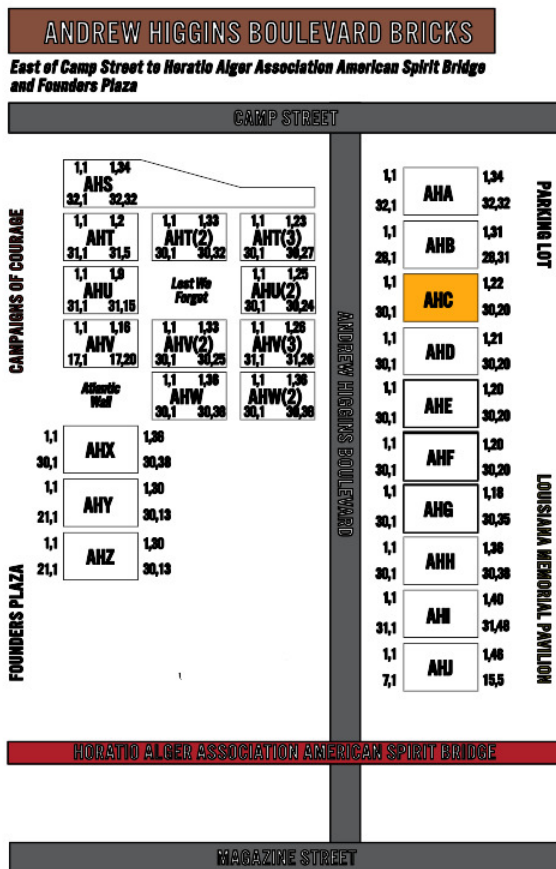 ANDREW HIGGINS BOULEVARD BRICKS
East of Camp Street to Horatio Alger Association American Spirit Bridge
and Founders Plaza
CAMP STREET
1,1 1,34
AHS
32,1 32,32
1,1 1,2
AHT
31,1 31,5
1,1 1,33
AHT(2)
30,1 30,32
1,1 1,23
AHT(3)
30,1 30,27
1,1 1,9
AHU
31,1 31,15
Lest We
Forget
1,1 1,25
AHU(2)
30,1 30,24
1,1 1,16
AHV
17,1 17,20
1,1 1,33
AHV(2)
30,1 30,25
1,1 1,26
AHV(3)
31,1 31,26
Atlantic
Wall
1,1 1,36
AHW
30,1 30,36
1,1 1,36
AHW(2)
30,1 30,36
1,1 1,36
AHX
30,1 30,38
1,1 1,30
AHY
21,1 30,13
1,1 1,30
AHZ
21,1 30,13
CAMPAIGNS OF COURAGE
FOUNDERS PLAZA
ANDREW HIGGINS BOULEVARD
1,1 1,34
AHA
32,1 32,32
1,1 1,31
AHB
28,1 28,31
1,1 1,22
AHC
30,1 30,20
1,1 1,21
AHD
30,1 30,20
1,1 1,20
AHE
30,1 30,20
1,1 1,20
AHF
30,1 30,20
1,1 1,18
AHG
30,1 30,35
1,1 1,36
AHH
30,1 30,36
1,1 1,40
AHI
31,1 31,48
1,1 1,46
AHJ
7,1 15,5
PARKING LOT
LOUISIANA MEMORIAL PAVILION
HORATIO ALGER ASSOCIATION AMERICAN SPIRIT BRIDGE
MAGAZINE STREET